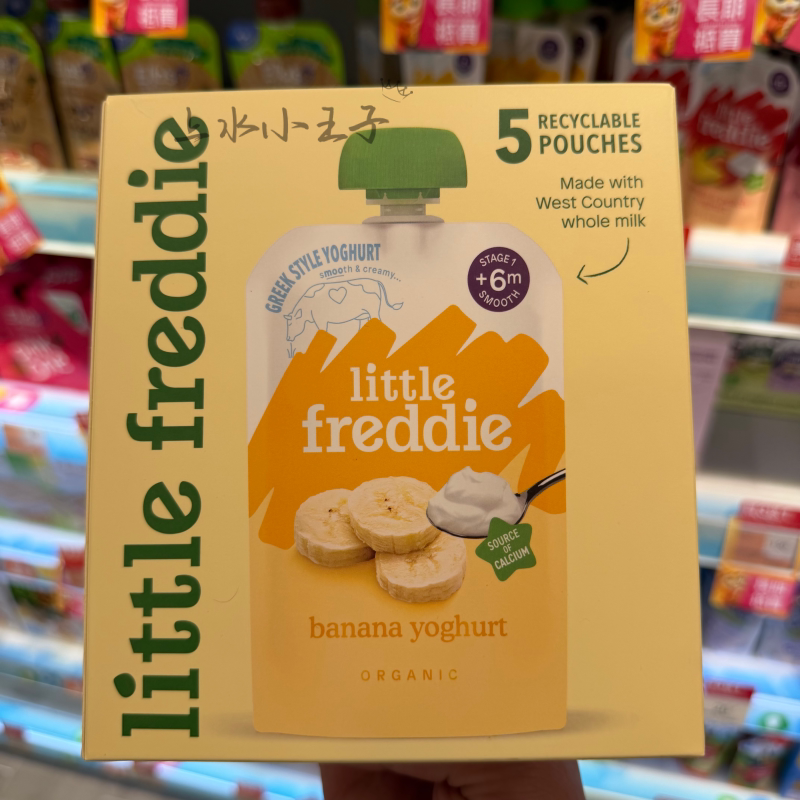 little freddie
水小王子
5 RECYCLABLE
POUCHES
Made with
West Country
whole milk
GREEK STYLE YOGHURT
smooth & creamy...
STAGE 1
+6m
SMOOTH
little
freddie
SOURCE
OF
CALCIUM
banana yoghurt
ORGANIC